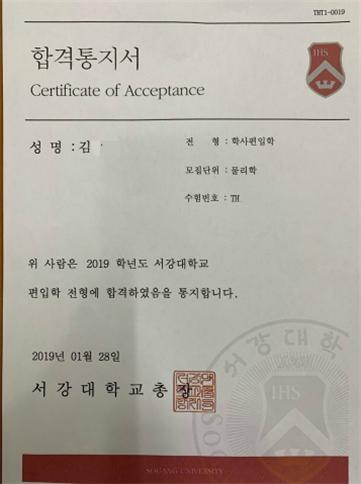 THT1-0019
합격통지서
Certificate of Acceptance
IHS
성 명 : 김
전 형 : 학사편입학
모집단위 : 물리학
수험번호 : TH
위 사람은 2019 학년도 서강대학교
편입학 전형에 합격하였음을 통지합니다.
2019년 01월 28일
서 강 대 학 교 총 장
서 강 대 학
IHS
SOGANG UNIVERSITY